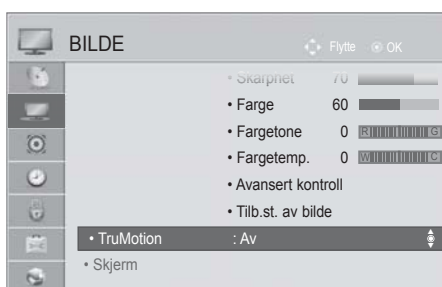 BILDE Flytte OK
• Skarphet 70
• Farge 60
• Fargetone 0 R G
• Fargetemp. 0 W C
• Avansert kontroll
• Tilb.st. av bilde
• TruMotion : Av
• Skjerm